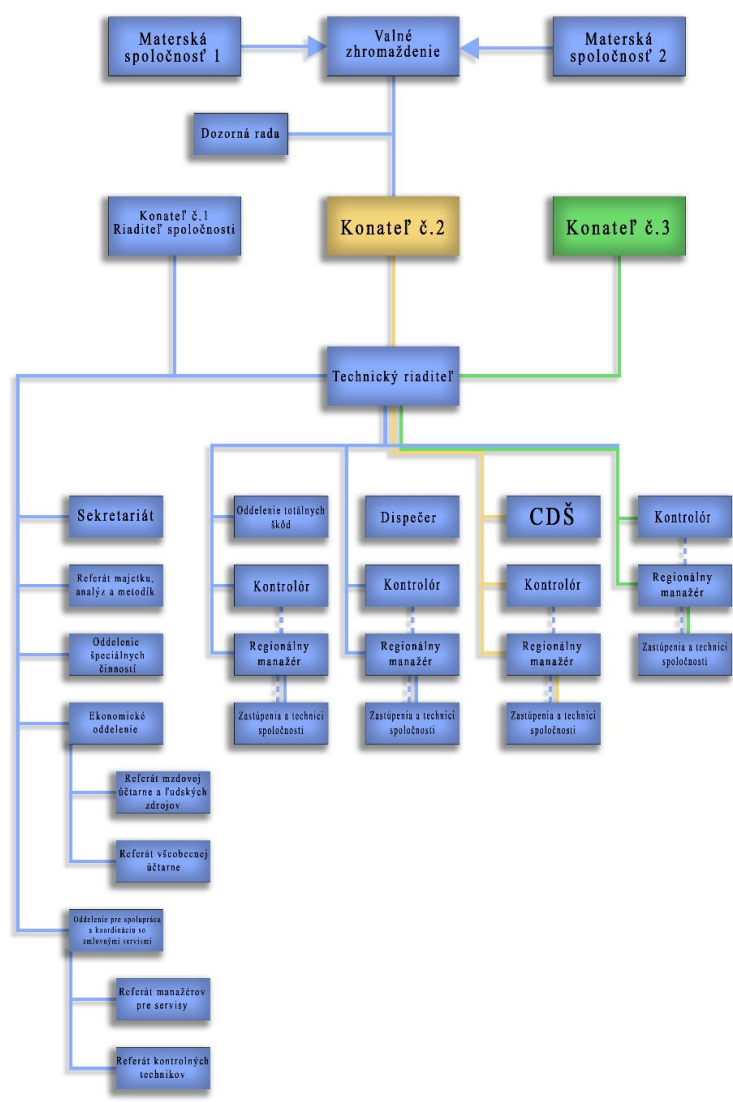 Materská
spoločnosť 1
Valné
zhromaždenie
Materská
spoločnosť 2
Dozorná rada
Konateľ č.1
Riaditeľ spoločnosti
Konateľ č.2
Konateľ č.3
Technický riaditeľ
Sekretariát
Oddelenie totálnych
škôd
Dispečer
CDŠ
Kontrolór
Referát majetku,
analýz a metodík
Kontrolór
Kontrolór
Kontrolór
Regionálny
manažér
Oddelenie
špeciálnych
činností
Regionálny
manažér
Regionálny
manažér
Regionálny
manažér
Zastúpenia a technici
spoločnosti
Ekonomické
oddelenie
Zastúpenia a technici
spoločnosti
Zastúpenia a technici
spoločnosti
Zastúpenia a technici
spoločnosti
Referát mzdovej
účtarne a ľudských
zdrojov
Referát všeobecnej
účtarne
Oddelenie pre spolupráca
a koordináciu so
zmluvnými servismi
Referát manažérov
pre servisy
Referát kontrolných
technikov